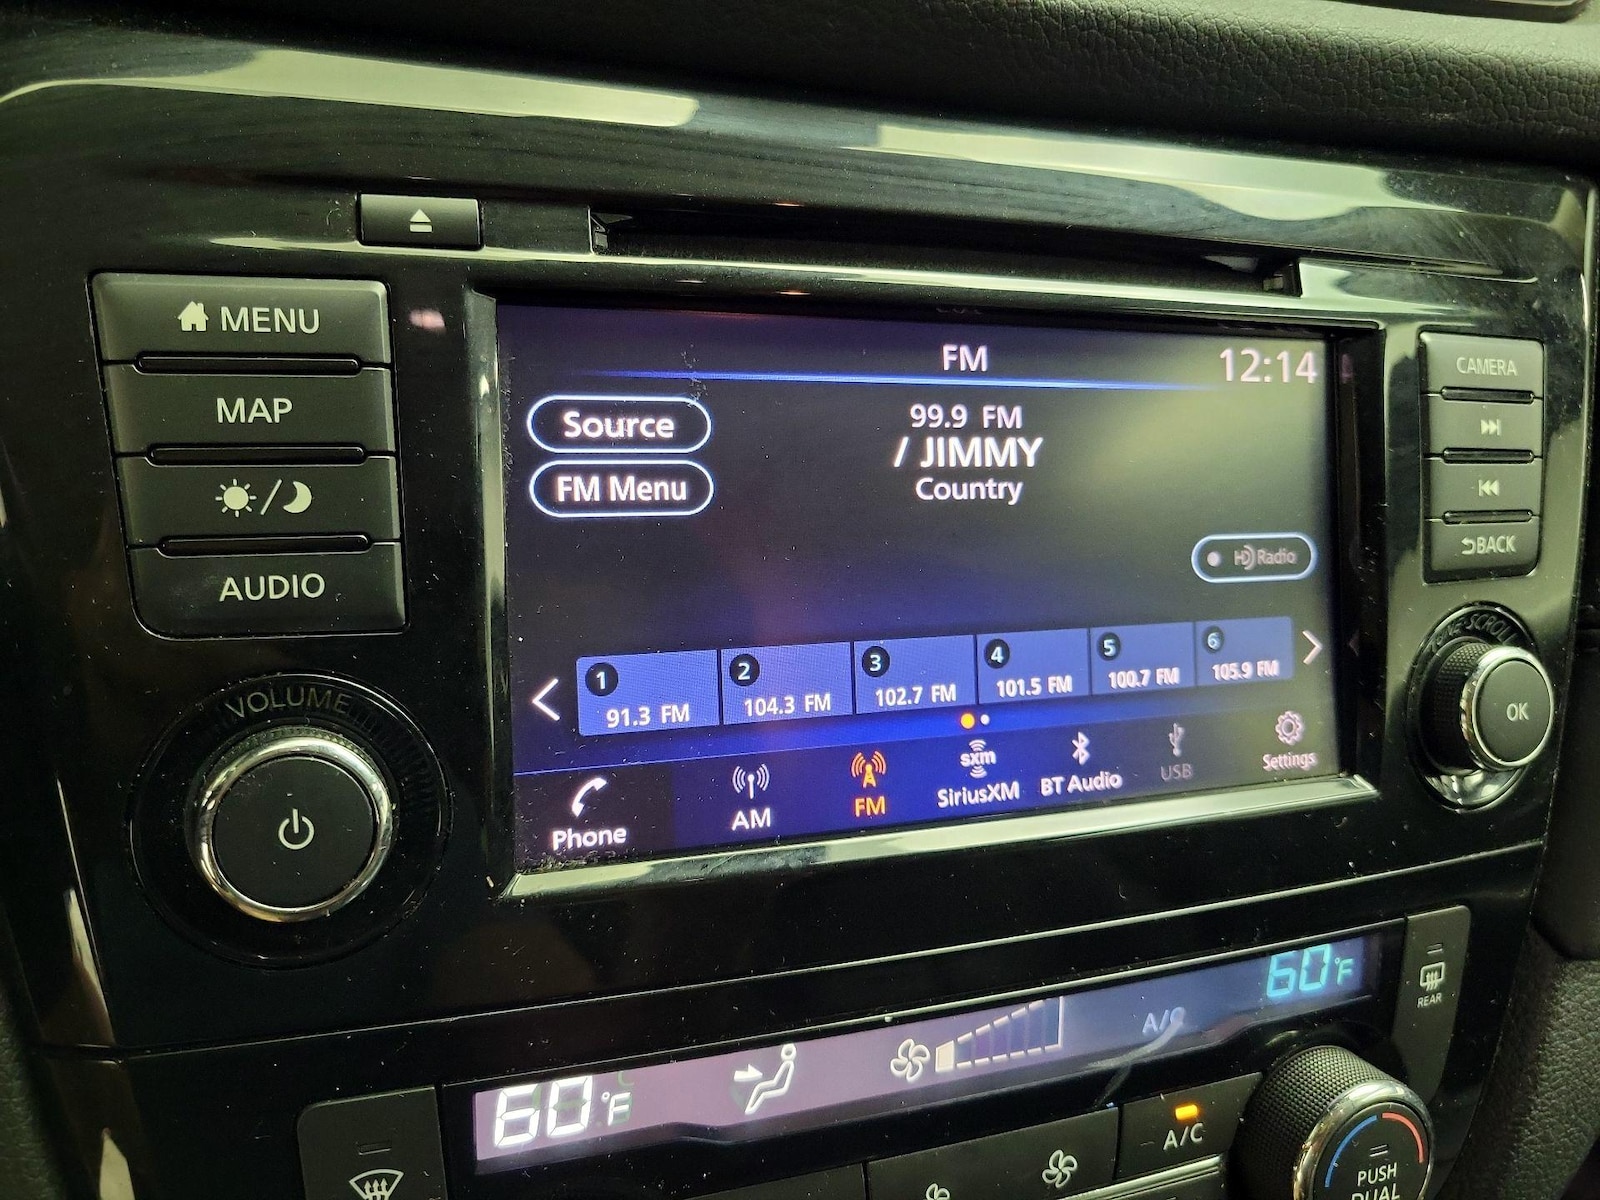 MENU
MAP
AUDIO
VOLUME
FM
12:14
Source
FM Menu
99.9 FM
/ JIMMY
Country
HD Radio
1
91.3 FM
2
104.3 FM
3
102.7 FM
4
101.5 FM
5
100.7 FM
6
105.9 FM
Phone
AM
FM
sxm
SiriusXM
BT Audio
USB
Settings
CAMERA
BACK
SCROLL
OK
60°F
A/C
60°F
REAR
A/C
PUSH
DUAL